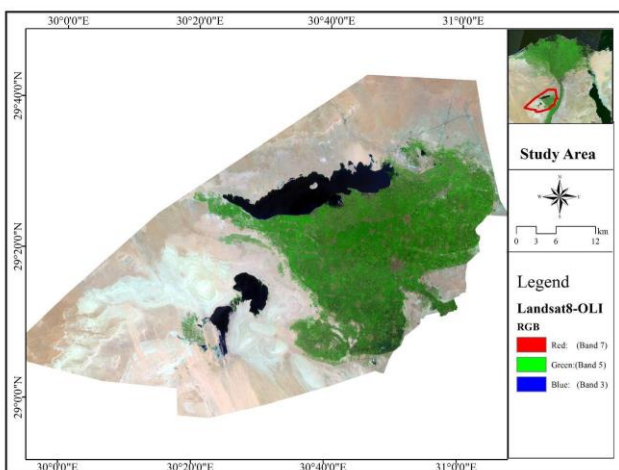 30°0'0"E 30°20'0"E 30°40'0"E 31°0'0"E
29°40'0"N
29°20'0"N
29°0'0"N
30°0'0"E 30°20'0"E 30°40'0"E 31°0'0"E
Study Area
N
W E
S
0 3 6 12
km
Legend
Landsat8-OLI
RGB
Red: (Band 7)
Green:(Band 5)
Blue: (Band 3)